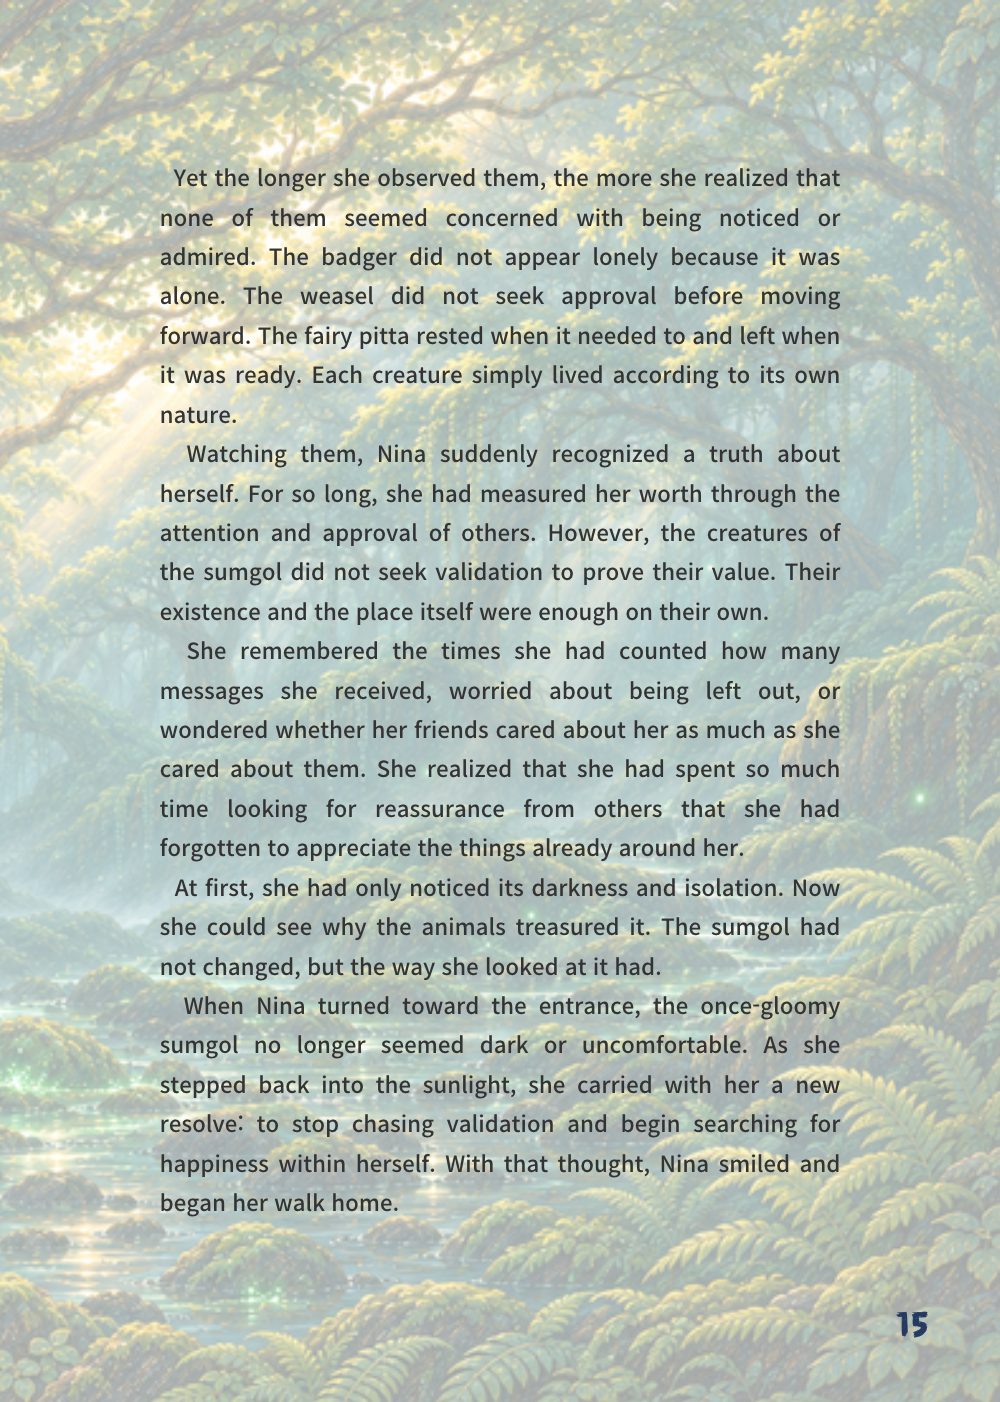 Yet the longer she observed them, the more she realized that
none of them seemed concerned with being noticed or
admired. The badger did not appear lonely because it was
alone. The weasel did not seek approval before moving
forward. The fairy pitta rested when it needed to and left when
it was ready. Each creature simply lived according to its own
nature.
Watching them, Nina suddenly recognized a truth about
herself. For so long, she had measured her worth through the
attention and approval of others. However, the creatures of
the sumgol did not seek validation to prove their value. Their
existence and the place itself were enough on their own.
She remembered the times she had counted how many
messages she received, worried about being left out, or
wondered whether her friends cared about her as much as she
cared about them. She realized that she had spent so much
time looking for reassurance from others that she had
forgotten to appreciate the things already around her.
At first, she had only noticed its darkness and isolation. Now
she could see why the animals treasured it. The sumgol had
not changed, but the way she looked at it had.
When Nina turned toward the entrance, the once-gloomy
sumgol no longer seemed dark or uncomfortable. As she
stepped back into the sunlight, she carried with her a new
resolve: to stop chasing validation and begin searching for
happiness within herself. With that thought, Nina smiled and
began her walk home.
15